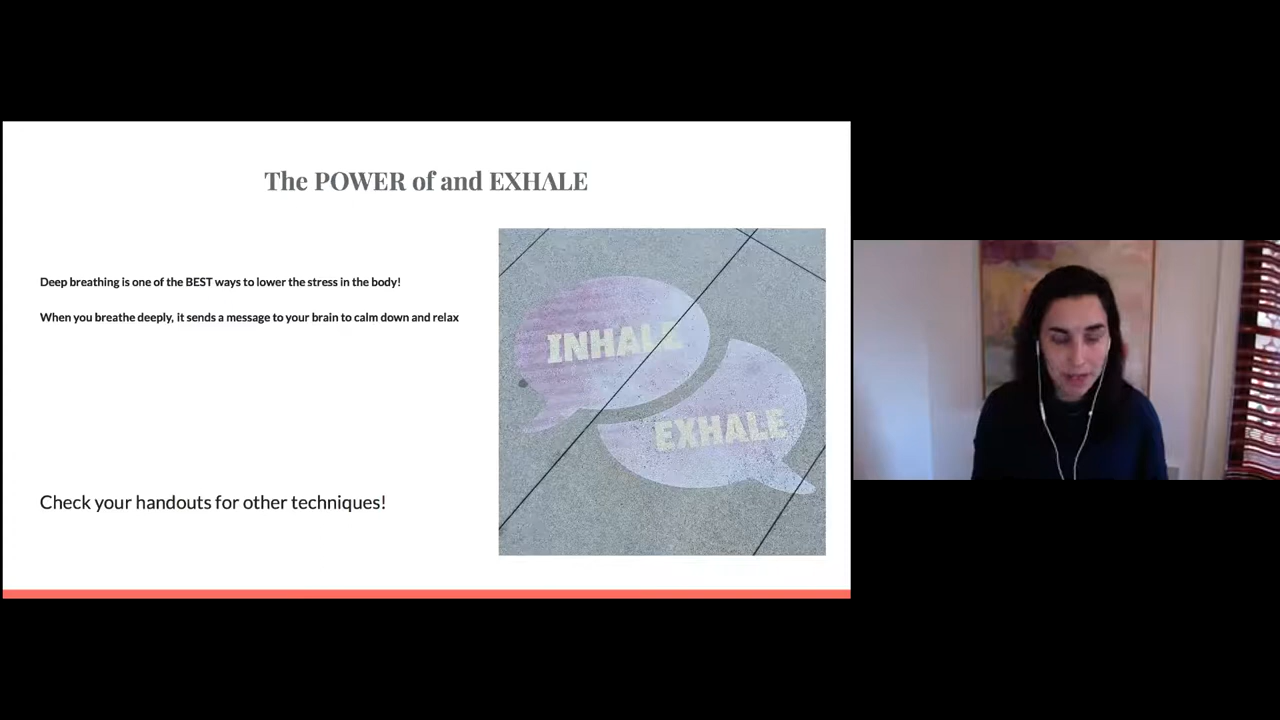 The POWER of and EXHALE
Deep breathing is one of the BEST ways to lower the stress in the body!
When you breathe deeply, it sends a message to your brain to calm down and relax
INHALE
EXHALE
Check your handouts for other techniques!